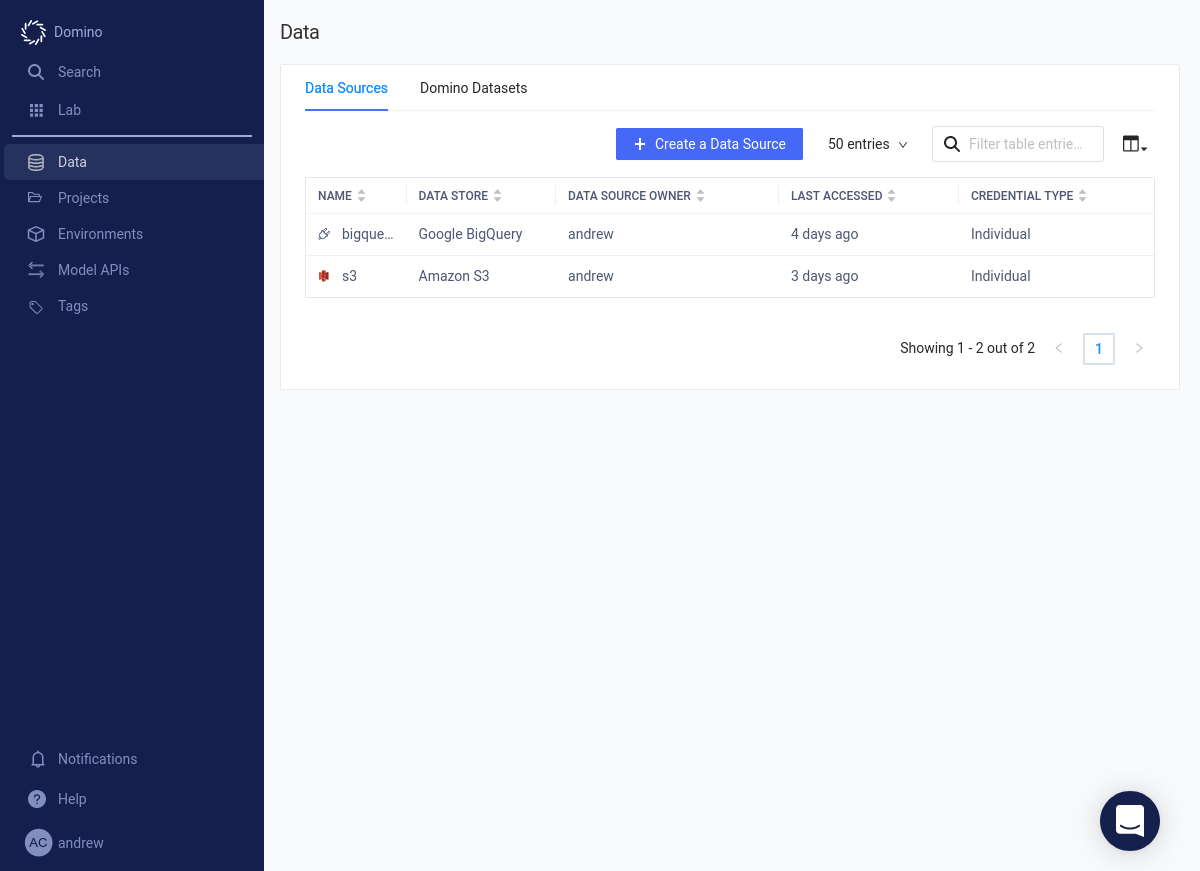 Domino
Search
Lab
Data
Projects
Environments
Model APIs
Tags
Notifications
?
Help
AC andrew
Data
Data Sources Domino Datasets
+ Create a Data Source 50 entries Filter table entrie...
NAME DATA STORE DATA SOURCE OWNER LAST ACCESSED CREDENTIAL TYPE
bigque... Google BigQuery andrew 4 days ago Individual
s3 Amazon S3 andrew 3 days ago Individual
Showing 1 - 2 out of 2 < 1 >